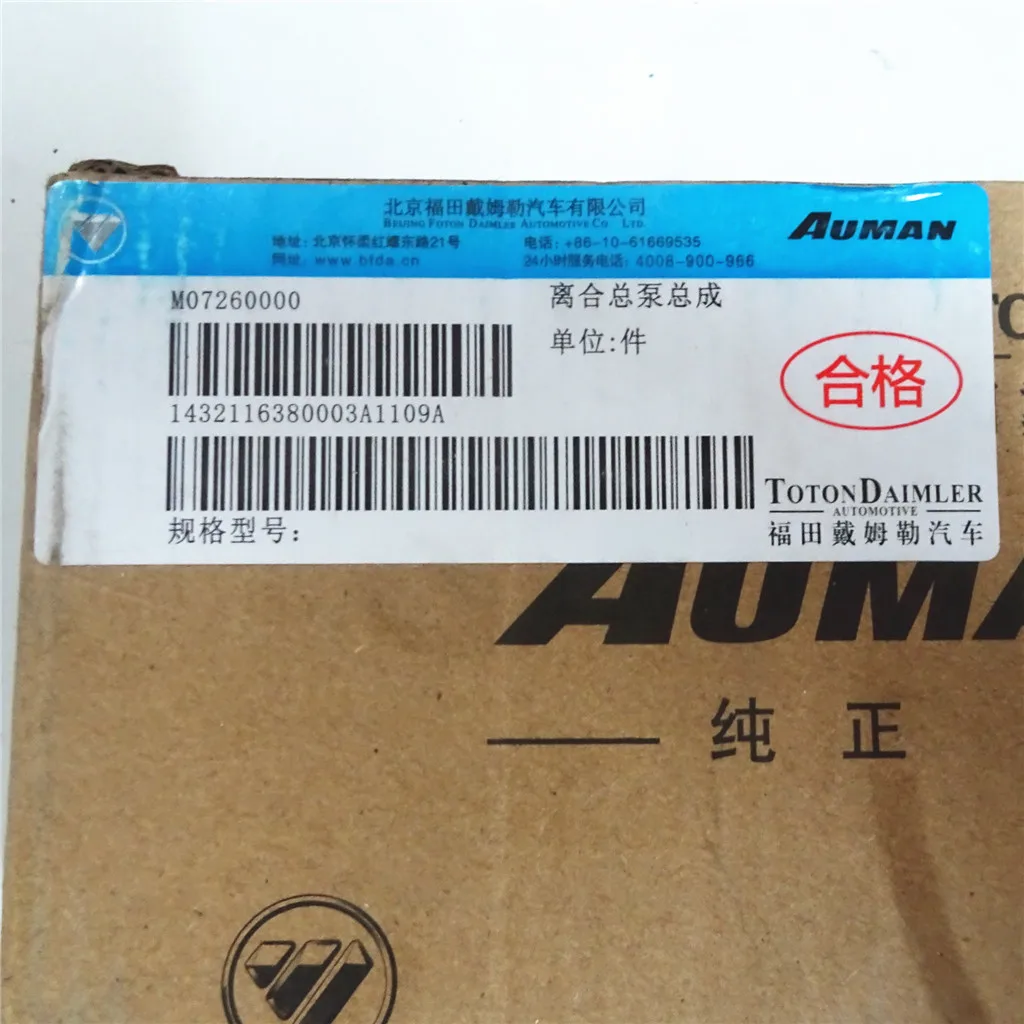 北京福田戴姆勒汽车有限公司
BEIJING FOTON DAIMLER AUTOMOTIVE CO LTD.
地址: 北京怀柔红螺东路21号
电话: +86-10-61669535
网址: www.bfda.cn
24小时服务电话: 4008-900-966
AUMAN
M07260000
离合总泵总成
单位:件
合格
1432116380003A1109A
规格型号:
TOTONDAIMLER
AUTOMOTIVE
福田戴姆勒汽车
TO
AUMA
纯正